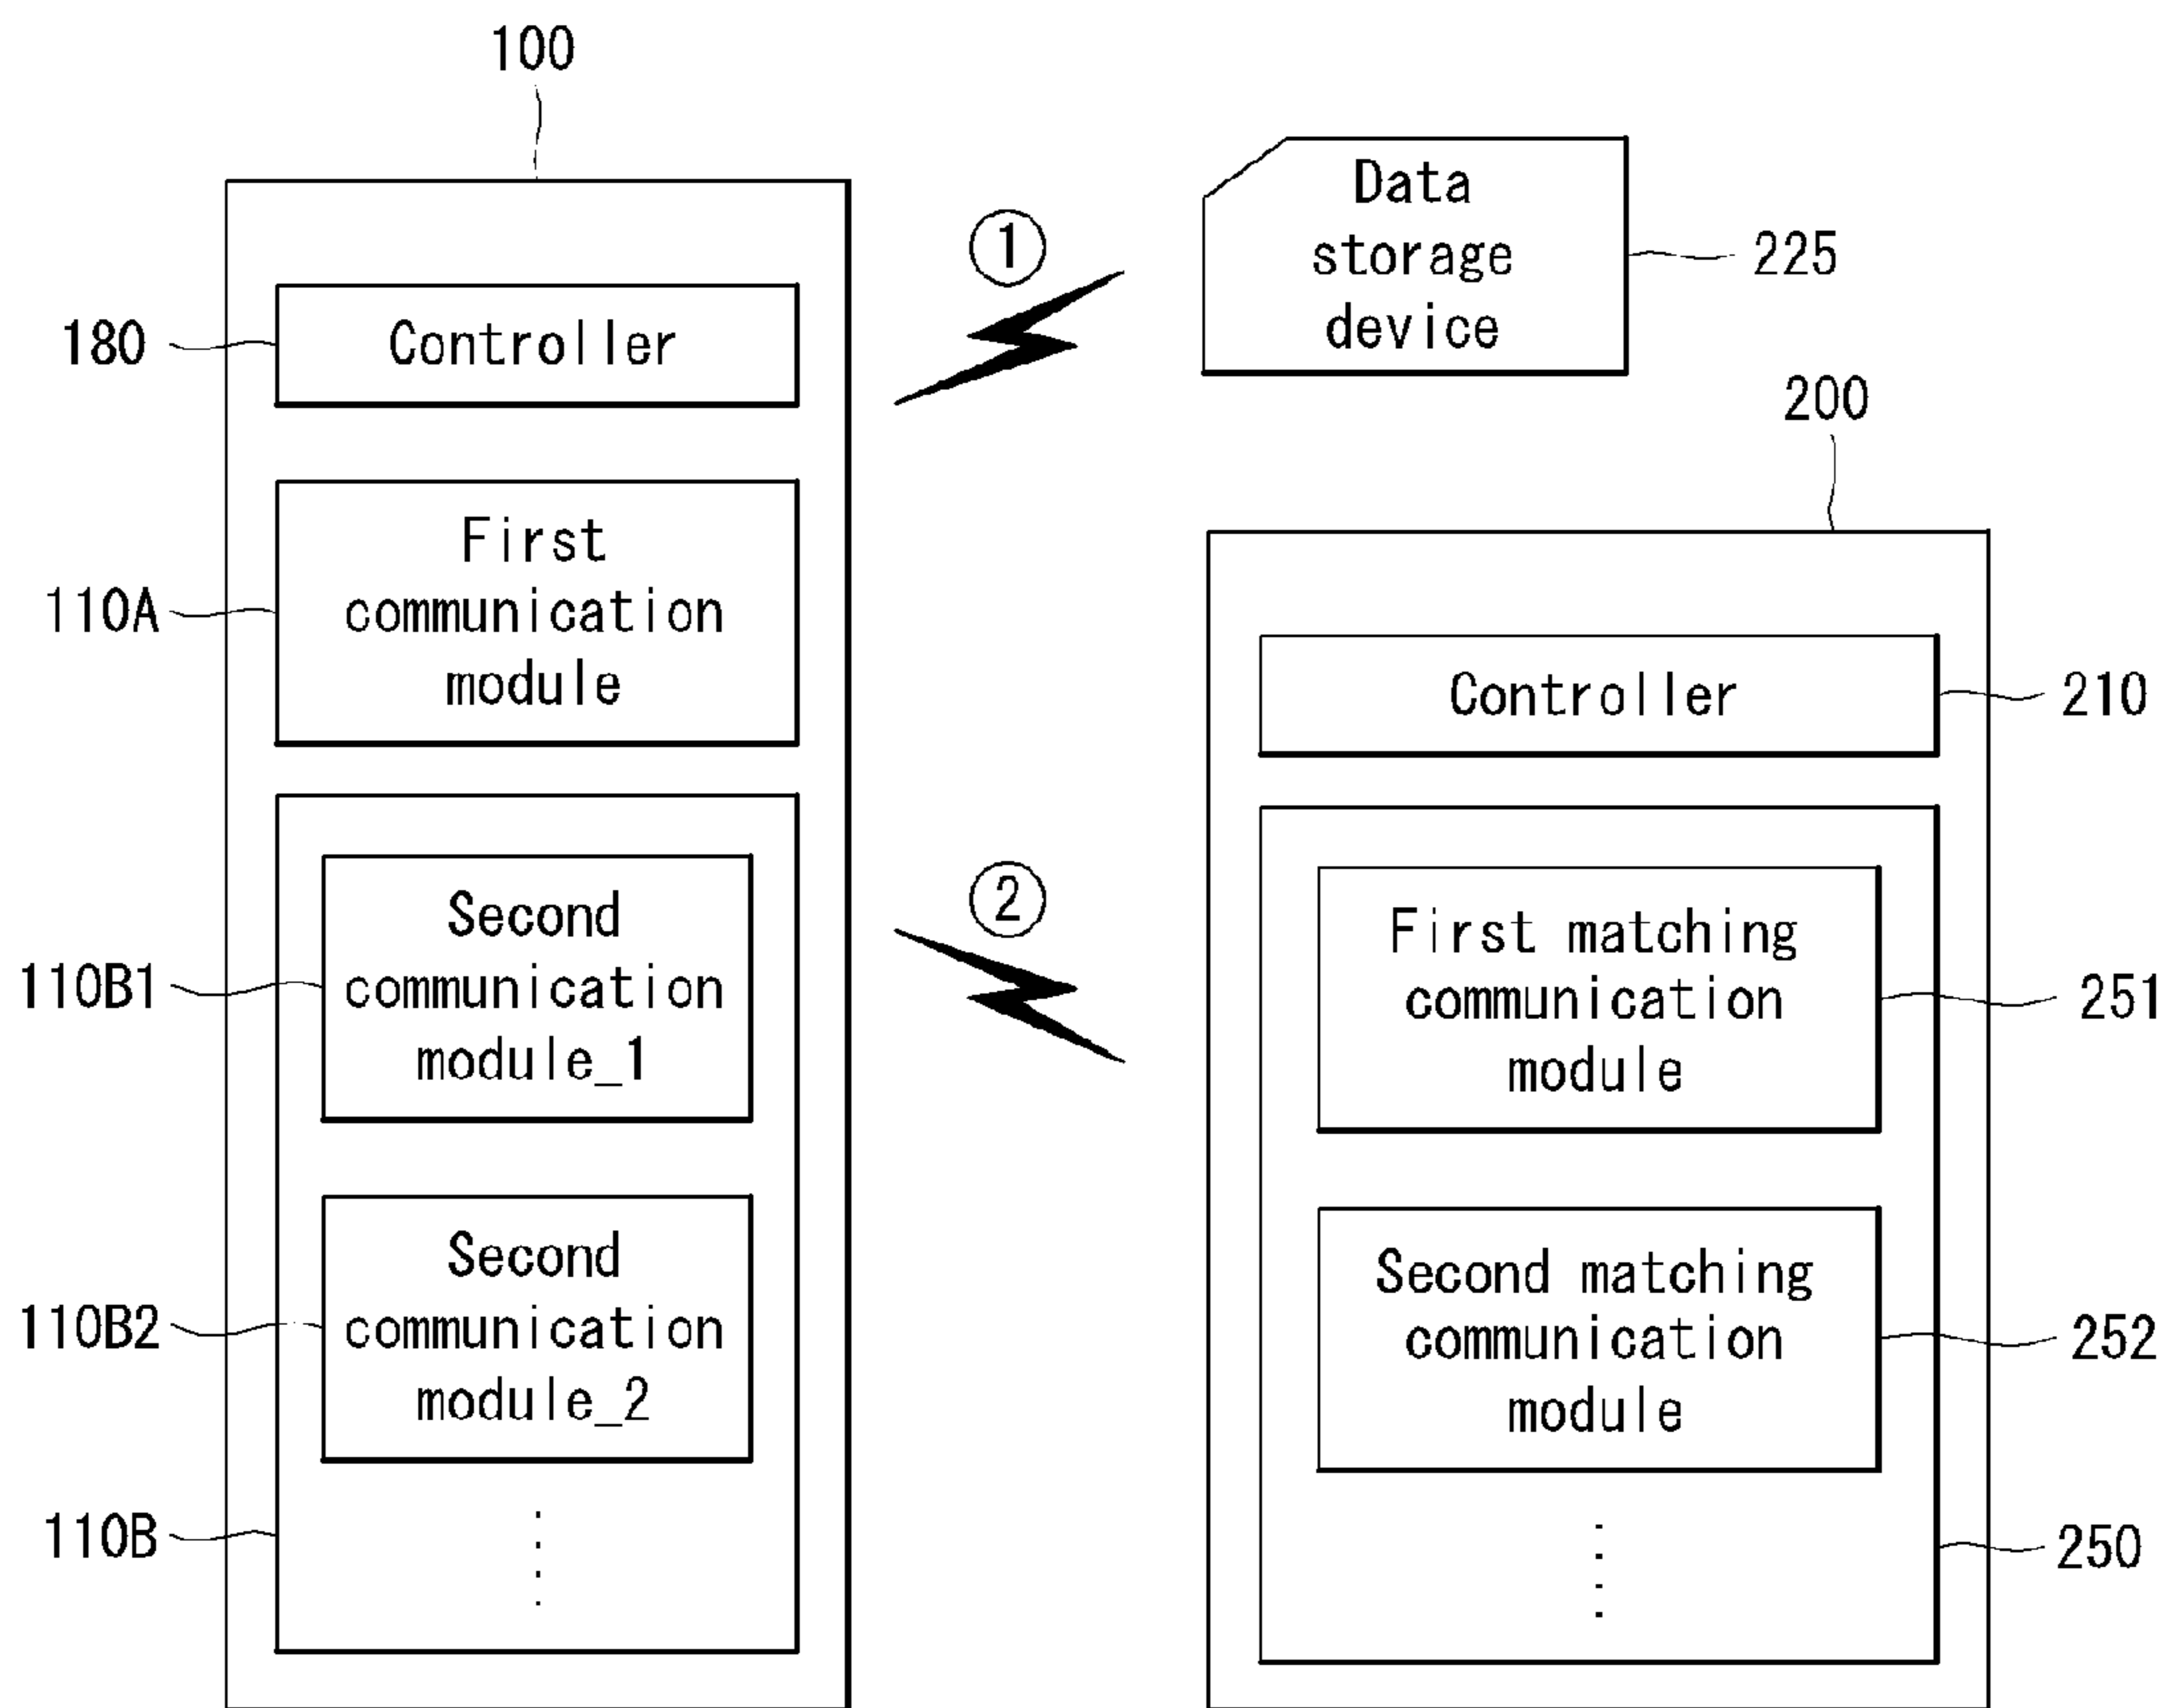 100
①
Data
storage
device
225
180
Controller
200
First
communication
module
110A
Controller
210
Second
communication
module_1
110B1
②
First matching
communication
module
251
Second
communication
module_2
110B2
Second matching
communication
module
252
110B
250